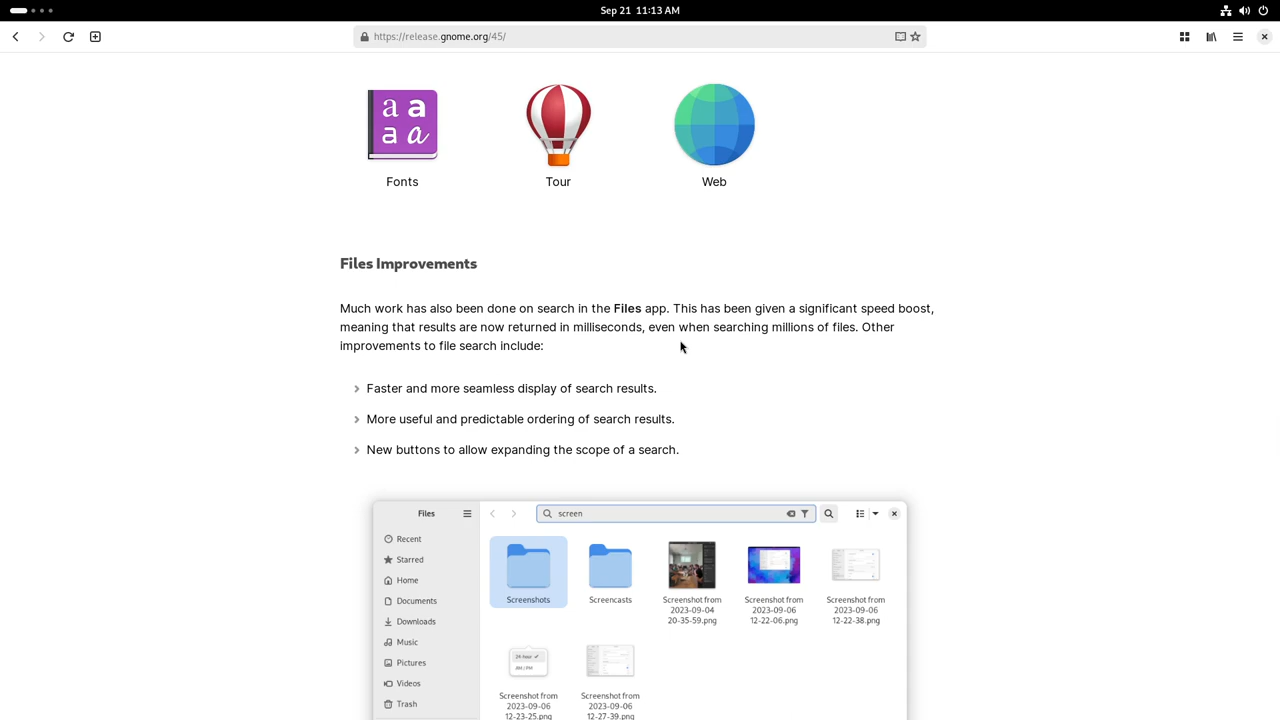 Sep 21  11:13 AM
https://release.gnome.org/45/
a a
a a
Fonts
Tour
Web
Files Improvements
Much work has also been done on search in the Files app. This has been given a significant speed boost,
meaning that results are now returned in milliseconds, even when searching millions of files. Other
improvements to file search include:
Faster and more seamless display of search results.
More useful and predictable ordering of search results.
New buttons to allow expanding the scope of a search.
Files
screen
Recent
Starred
Home
Documents
Downloads
Music
Pictures
Videos
Trash
Screenshots
Screencasts
Screenshot from
2023-09-04
20-35-59.png
Screenshot from
2023-09-06
12-22-06.png
Screenshot from
2023-09-06
12-22-38.png
24-hour
AM / PM
Screenshot from
2023-09-06
12-23-25.png
Screenshot from
2023-09-06
12-27-39.png